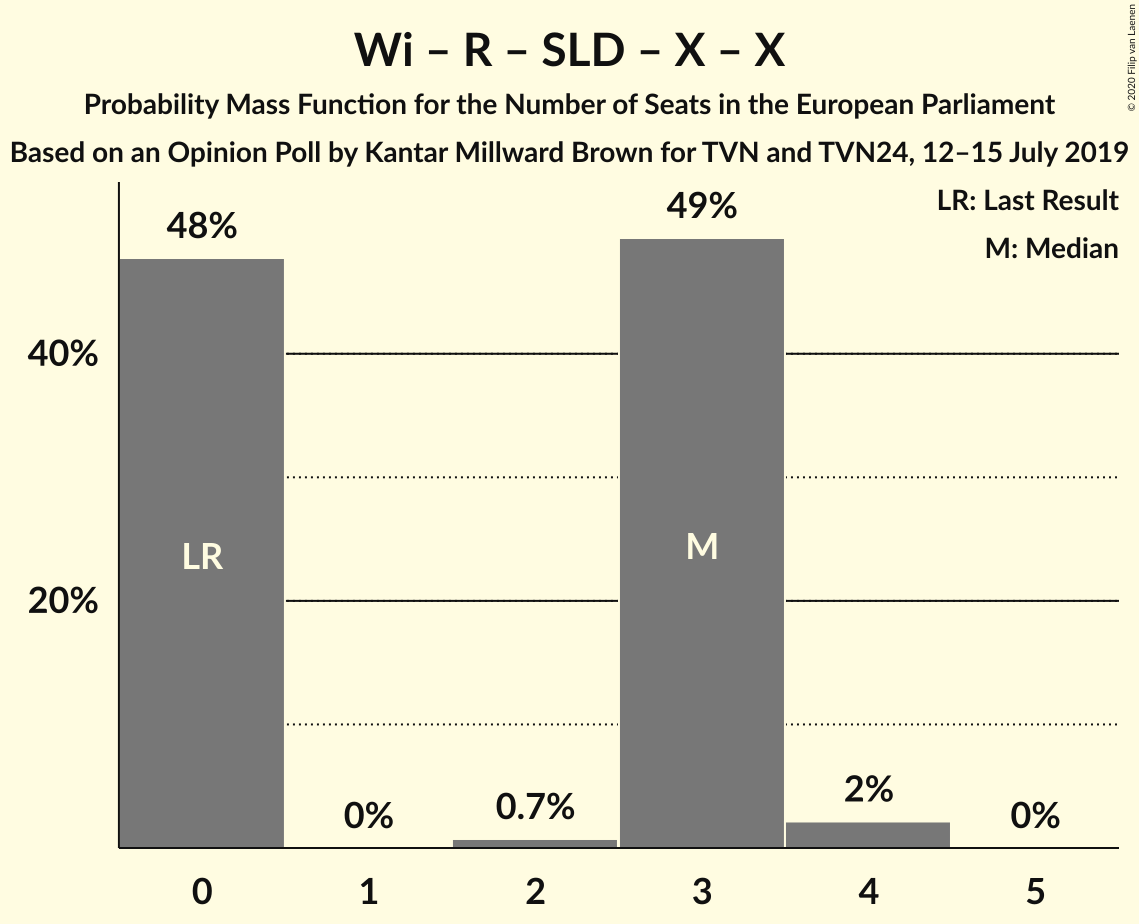 Wi – R – SLD – X – X
Probability Mass Function for the Number of Seats in the European Parliament
Based on an Opinion Poll by Kantar Millward Brown for TVN and TVN24, 12–15 July 2019
© 2020 Filip van Laenen
LR: Last Result
M: Median
48%
49%
40%
LR
M
20%
0%
0.7%
2%
0%
0
1
2
3
4
5